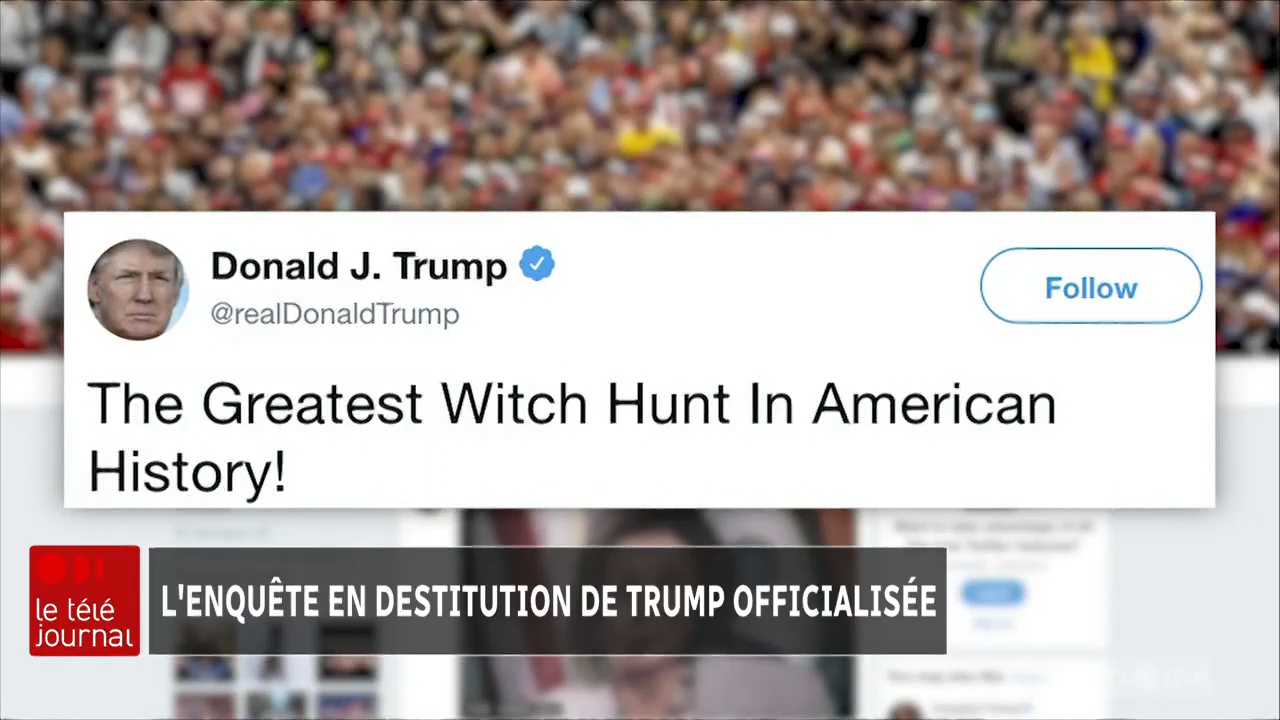 Donald J. Trump
@realDonaldTrump
Follow
The Greatest Witch Hunt In American
History!
le télé
journal
L'ENQUÊTE EN DESTITUTION DE TRUMP OFFICIALISÉE